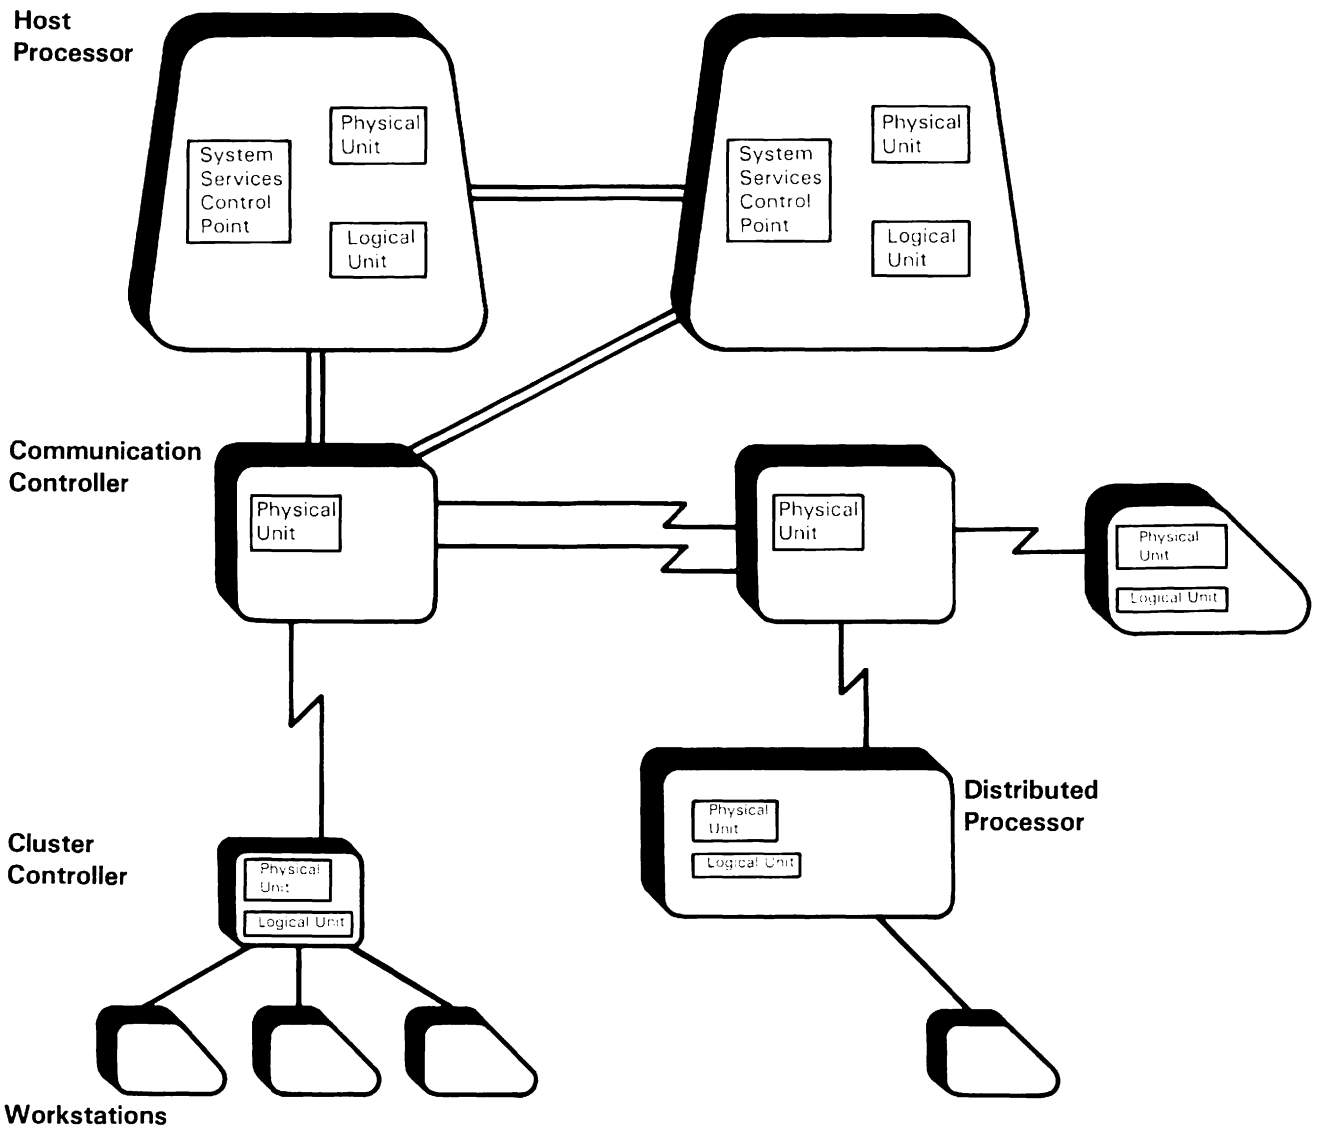 Host
Processor
System
Services
Control
Point
Physical
Unit
Logical
Unit
System
Services
Control
Point
Physical
Unit
Logical
Unit
Communication
Controller
Physical
Unit
Physical
Unit
Physical
Unit
Logical Unit
Distributed
Processor
Physical
Unit
Logical Unit
Cluster
Controller
Physical
Unit
Logical Unit
Workstations